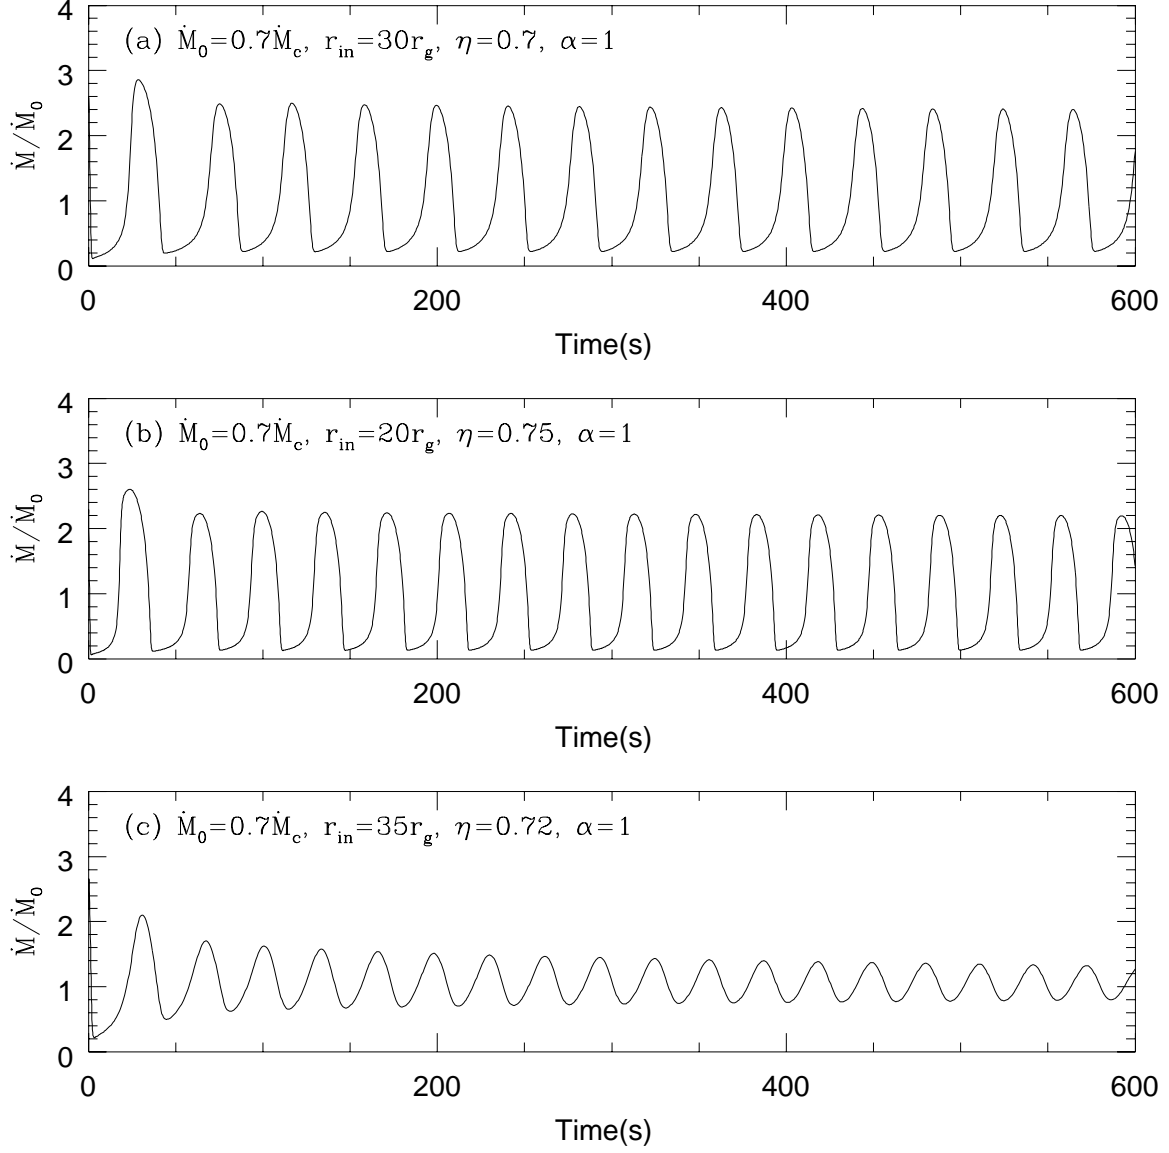 4
(a) Ṁ₀=0.7Ṁc, rin=30rg, η=0.7, α=1
3
2
Ṁ/Ṁ₀
1
0
0 200 400 600
Time(s)
4
(b) Ṁ₀=0.7Ṁc, rin=20rg, η=0.75, α=1
3
2
Ṁ/Ṁ₀
1
0
0 200 400 600
Time(s)
4
(c) Ṁ₀=0.7Ṁc, rin=35rg, η=0.72, α=1
3
2
Ṁ/Ṁ₀
1
0
0 200 400 600
Time(s)